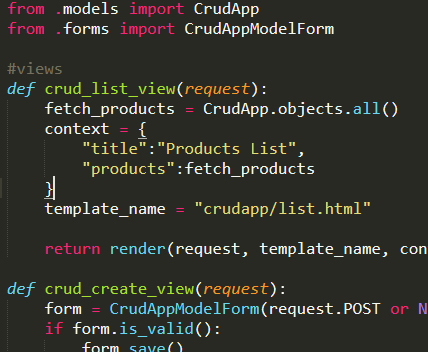 from .models import CrudApp
from .forms import CrudAppModelForm
#views
def crud_list_view(request):
fetch_products = CrudApp.objects.all()
context = {
"title":"Products List",
"products":fetch_products
}
template_name = "crudapp/list.html"
return render(request, template_name, con
def crud_create_view(request):
form = CrudAppModelForm(request.POST or N
if form.is_valid():
form.save()